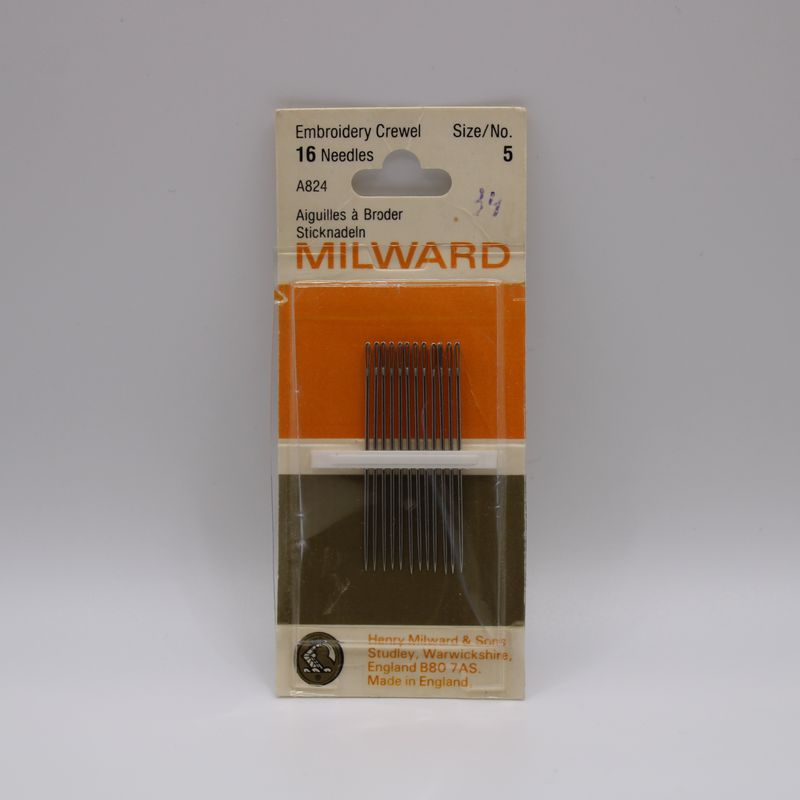 Embroidery Crewel Size/No.
16 Needles 5
A824
Aiguilles à Broder
Sticknadeln
MILWARD
Henry Milward & Sons
Studley, Warwickshire,
England B80 7AS.
Made in England.